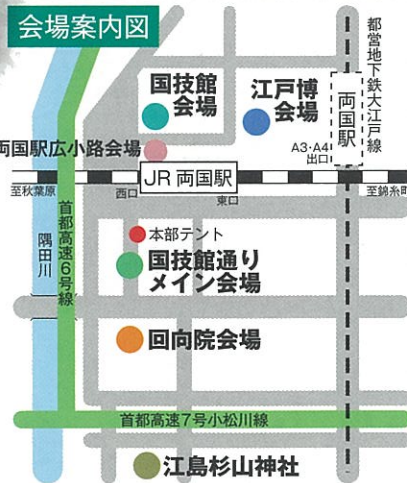 会場案内図
国技館
会場
江戸博
会場
両国駅
都営地下鉄大江戸線
A3・A4
出口
両国駅広小路会場
JR 両国駅
至秋葉原
西口
東口
至錦糸町
首都高速6号線
隅田川
本部テント
国技館通り
メイン会場
回向院会場
首都高速7号小松川線
江島杉山神社